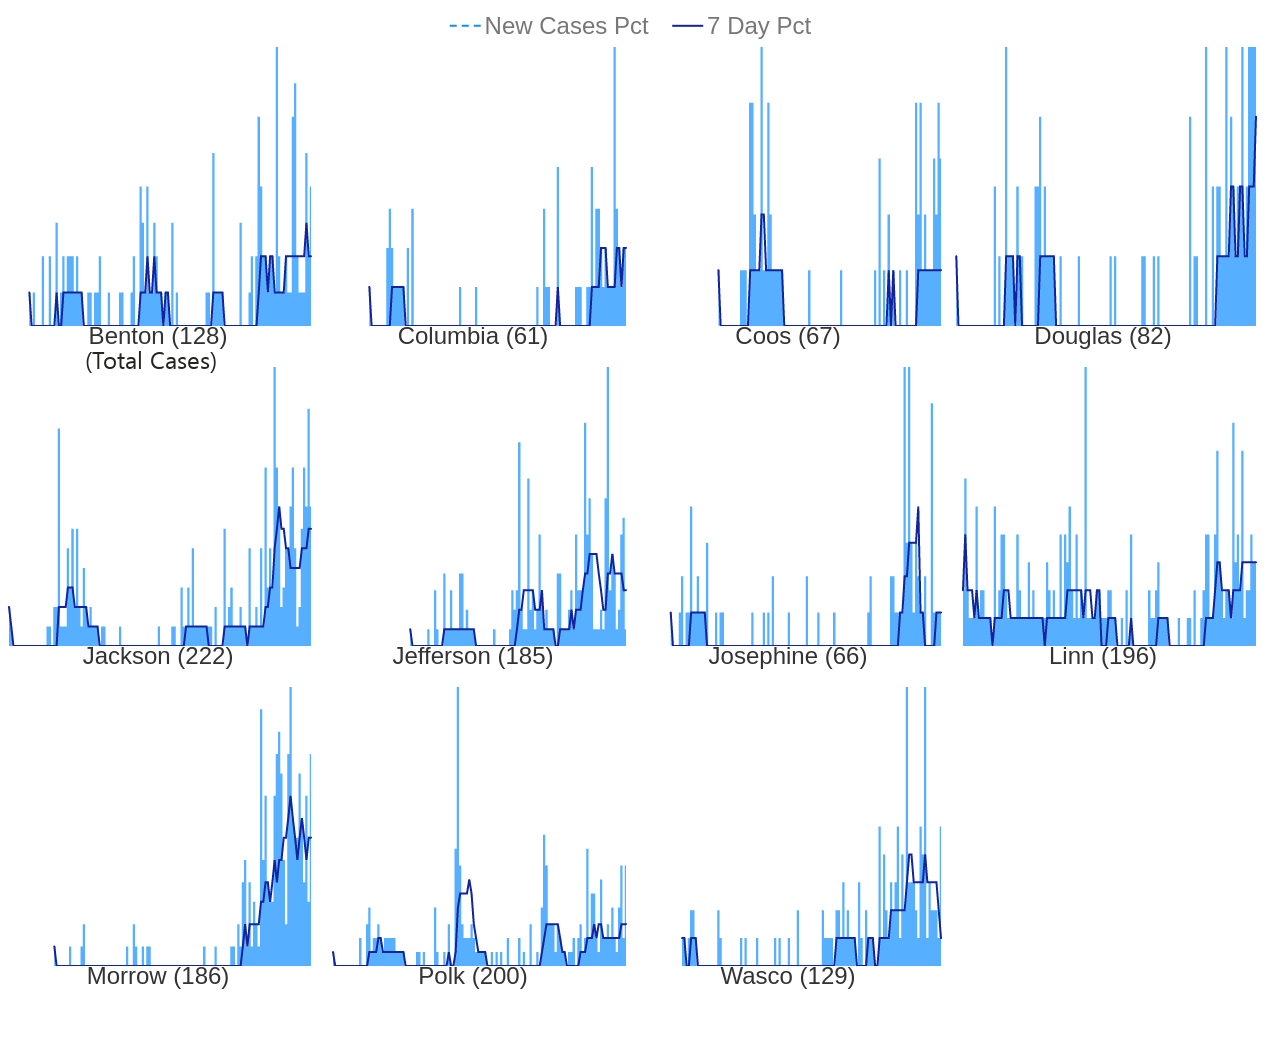 New Cases Pct 7 Day Pct
Benton (128) Columbia (61) Coos (67) Douglas (82)
(Total Cases)
Jackson (222) Jefferson (185) Josephine (66) Linn (196)
Morrow (186) Polk (200) Wasco (129)